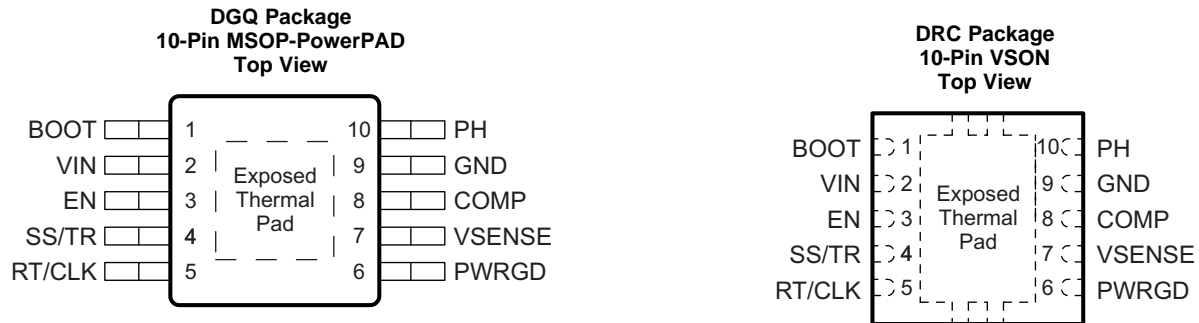 DGQ Package
10-Pin MSOP-PowerPAD
Top View
BOOT 1 10 PH
VIN 2 9 GND
EN 3 8 COMP
SS/TR 4 7 VSENSE
RT/CLK 5 6 PWRGD
Exposed
Thermal
Pad
DRC Package
10-Pin VSON
Top View
BOOT 1 10 PH
VIN 2 9 GND
EN 3 8 COMP
SS/TR 4 7 VSENSE
RT/CLK 5 6 PWRGD
Exposed
Thermal
Pad